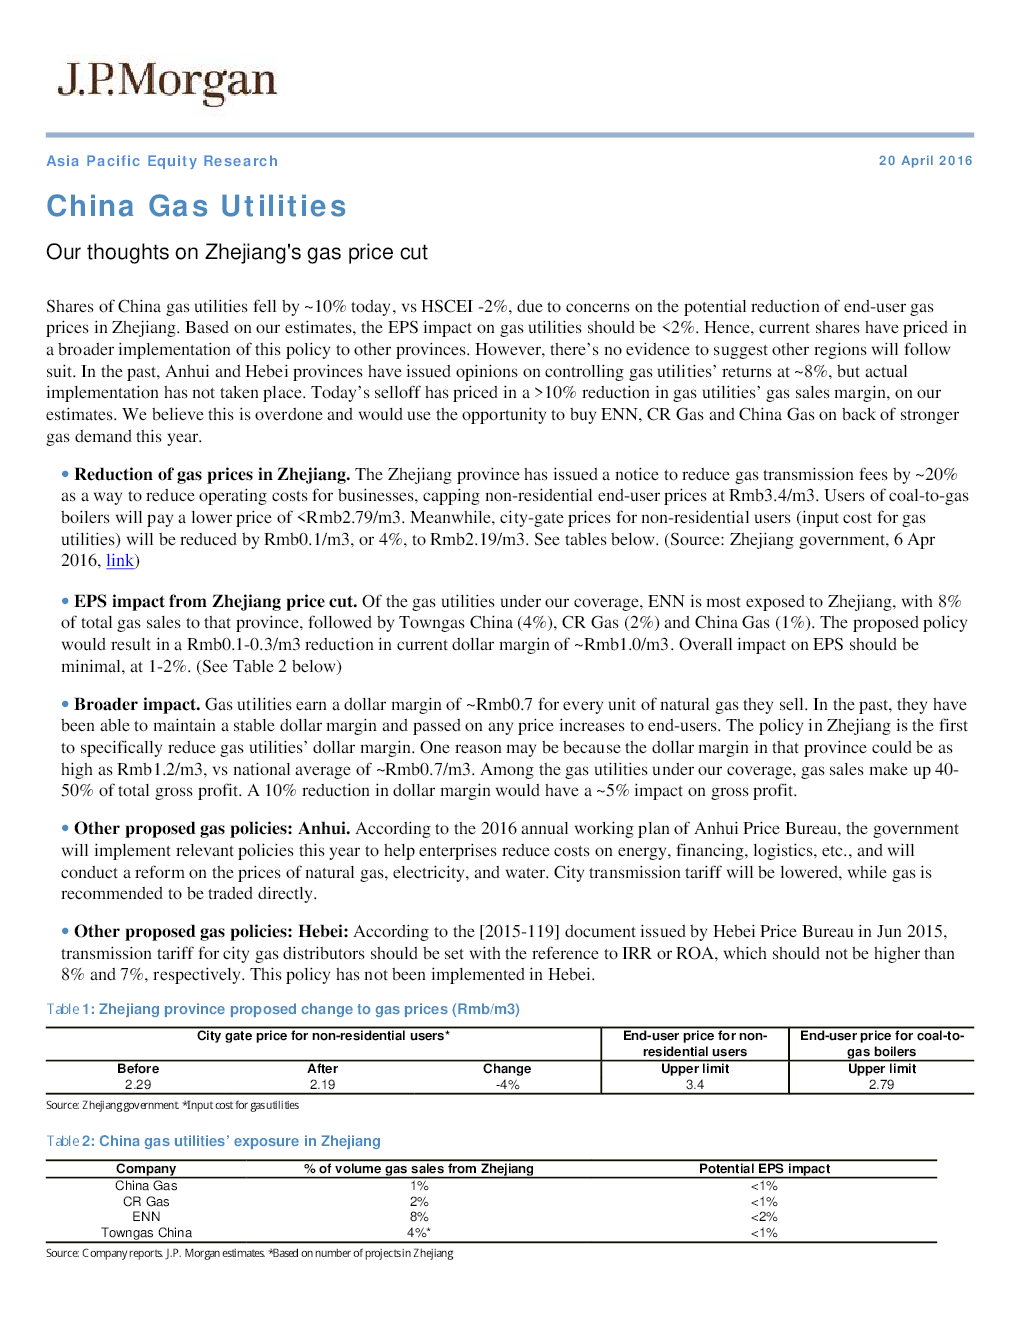 J.P.Morgan
Asia Pacific Equity Research
20 April 2016
China Gas Utilities
Our thoughts on Zhejiang's gas price cut
Shares of China gas utilities fell by ~10% today, vs HSCEI -2%, due to concerns on the potential reduction of end-user gas
prices in Zhejiang. Based on our estimates, the EPS impact on gas utilities should be <2%. Hence, current shares have priced in
a broader implementation of this policy to other provinces. However, there's no evidence to suggest other regions will follow
suit. In the past, Anhui and Hebei provinces have issued opinions on controlling gas utilities' returns at ~8%, but actual
implementation has not taken place. Today's selloff has priced in a >10% reduction in gas utilities' gas sales margin, on our
estimates. We believe this is overdone and would use the opportunity to buy ENN, CR Gas and China Gas on back of stronger
gas demand this year.
• Reduction of gas prices in Zhejiang. The Zhejiang province has issued a notice to reduce gas transmission fees by ~20%
as a way to reduce operating costs for businesses, capping non-residential end-user prices at Rmb3.4/m3. Users of coal-to-gas
boilers will pay a lower price of <Rmb2.79/m3. Meanwhile, city-gate prices for non-residential users (input cost for gas
utilities) will be reduced by Rmb0.1/m3, or 4%, to Rmb2.19/m3. See tables below. (Source: Zhejiang government, 6 Apr
2016, link)
• EPS impact from Zhejiang price cut. Of the gas utilities under our coverage, ENN is most exposed to Zhejiang, with 8%
of total gas sales to that province, followed by Towngas China (4%), CR Gas (2%) and China Gas (1%). The proposed policy
would result in a Rmb0.1-0.3/m3 reduction in current dollar margin of ~Rmb1.0/m3. Overall impact on EPS should be
minimal, at 1-2%. (See Table 2 below)
• Broader impact. Gas utilities earn a dollar margin of ~Rmb0.7 for every unit of natural gas they sell. In the past, they have
been able to maintain a stable dollar margin and passed on any price increases to end-users. The policy in Zhejiang is the first
to specifically reduce gas utilities' dollar margin. One reason may be because the dollar margin in that province could be as
high as Rmb1.2/m3, vs national average of ~Rmb0.7/m3. Among the gas utilities under our coverage, gas sales make up 40-
50% of total gross profit. A 10% reduction in dollar margin would have a ~5% impact on gross profit.
• Other proposed gas policies: Anhui. According to the 2016 annual working plan of Anhui Price Bureau, the government
will implement relevant policies this year to help enterprises reduce costs on energy, financing, logistics, etc., and will
conduct a reform on the prices of natural gas, electricity, and water. City transmission tariff will be lowered, while gas is
recommended to be traded directly.
• Other proposed gas policies: Hebei: According to the [2015-119] document issued by Hebei Price Bureau in Jun 2015,
transmission tariff for city gas distributors should be set with the reference to IRR or ROA, which should not be higher than
8% and 7%, respectively. This policy has not been implemented in Hebei.
Table 1: Zhejiang province proposed change to gas prices (Rmb/m3)
City gate price for non-residential users* End-user price for non- End-user price for coal-to-
residential users gas boilers
Before After Change Upper limit Upper limit
2.29 2.19 -4% 3.4 2.79
Source: Zhejiang government. *Input cost for gas utilities
Table 2: China gas utilities' exposure in Zhejiang
Company % of volume gas sales from Zhejiang Potential EPS impact
China Gas 1% <1%
CR Gas 2% <1%
ENN 8% <2%
Towngas China 4%* <1%
Source: Company reports. J.P. Morgan estimates. *Based on number of projects in Zhejiang